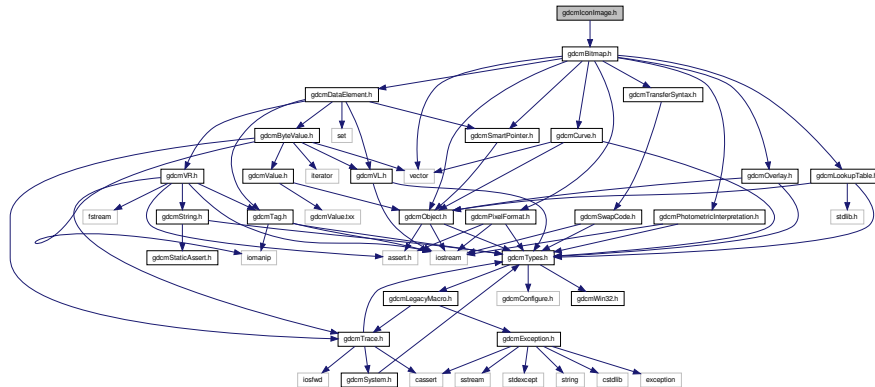 gdcmIconImage.h
gdcmBitmap.h
gdcmDataElement.h
gdcmTransferSyntax.h
gdcmByteValue.h
set
gdcmSmartPointer.h
gdcmCurve.h
gdcmVR.h
gdcmValue.h
iterator
gdcmVL.h
vector
gdcmOverlay.h
gdcmLookupTable.h
fstream
gdcmString.h
gdcmTag.h
gdcmValue.txx
gdcmObject.h
gdcmPixelFormat.h
gdcmSwapCode.h
gdcmPhotometricInterpretation.h
stdlib.h
gdcmStaticAssert.h
iomanip
assert.h
iostream
gdcmTypes.h
gdcmLegacyMacro.h
gdcmConfigure.h
gdcmWin32.h
gdcmTrace.h
gdcmException.h
iosfwd
gdcmSystem.h
cassert
sstream
stdexcept
string
cstdlib
exception